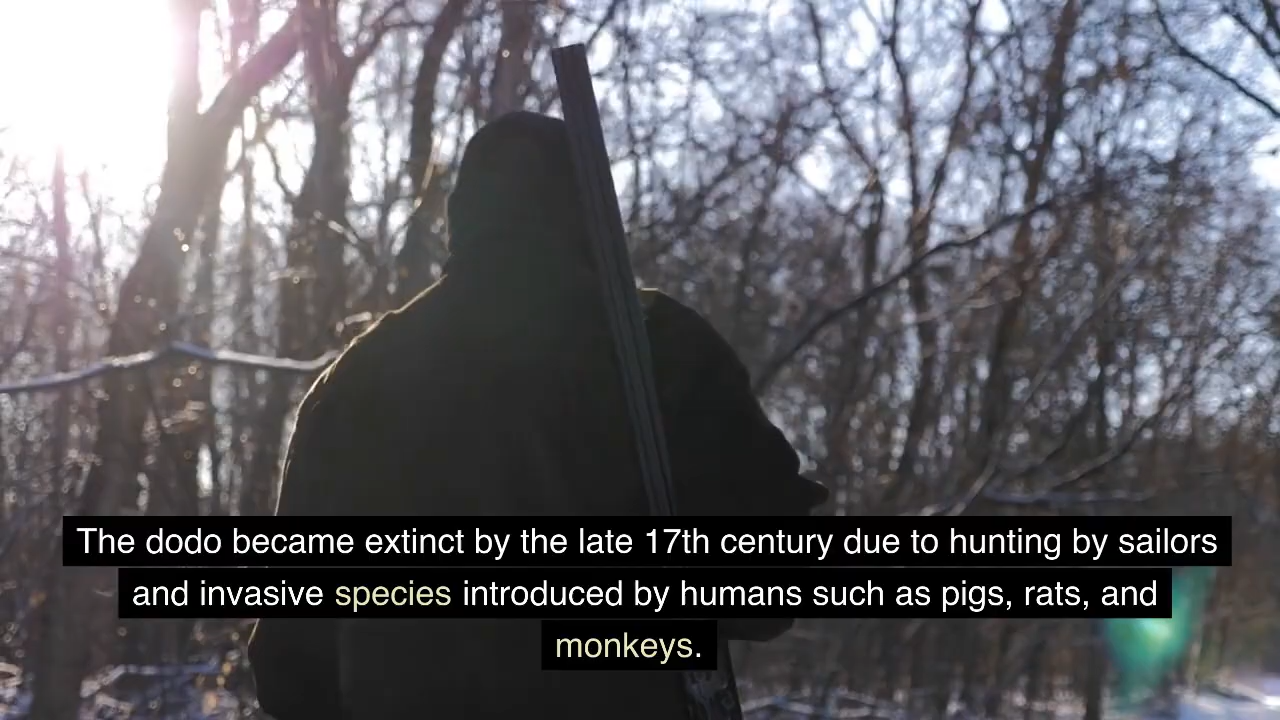 The dodo became extinct by the late 17th century due to hunting by sailors
and invasive species introduced by humans such as pigs, rats, and
monkeys.